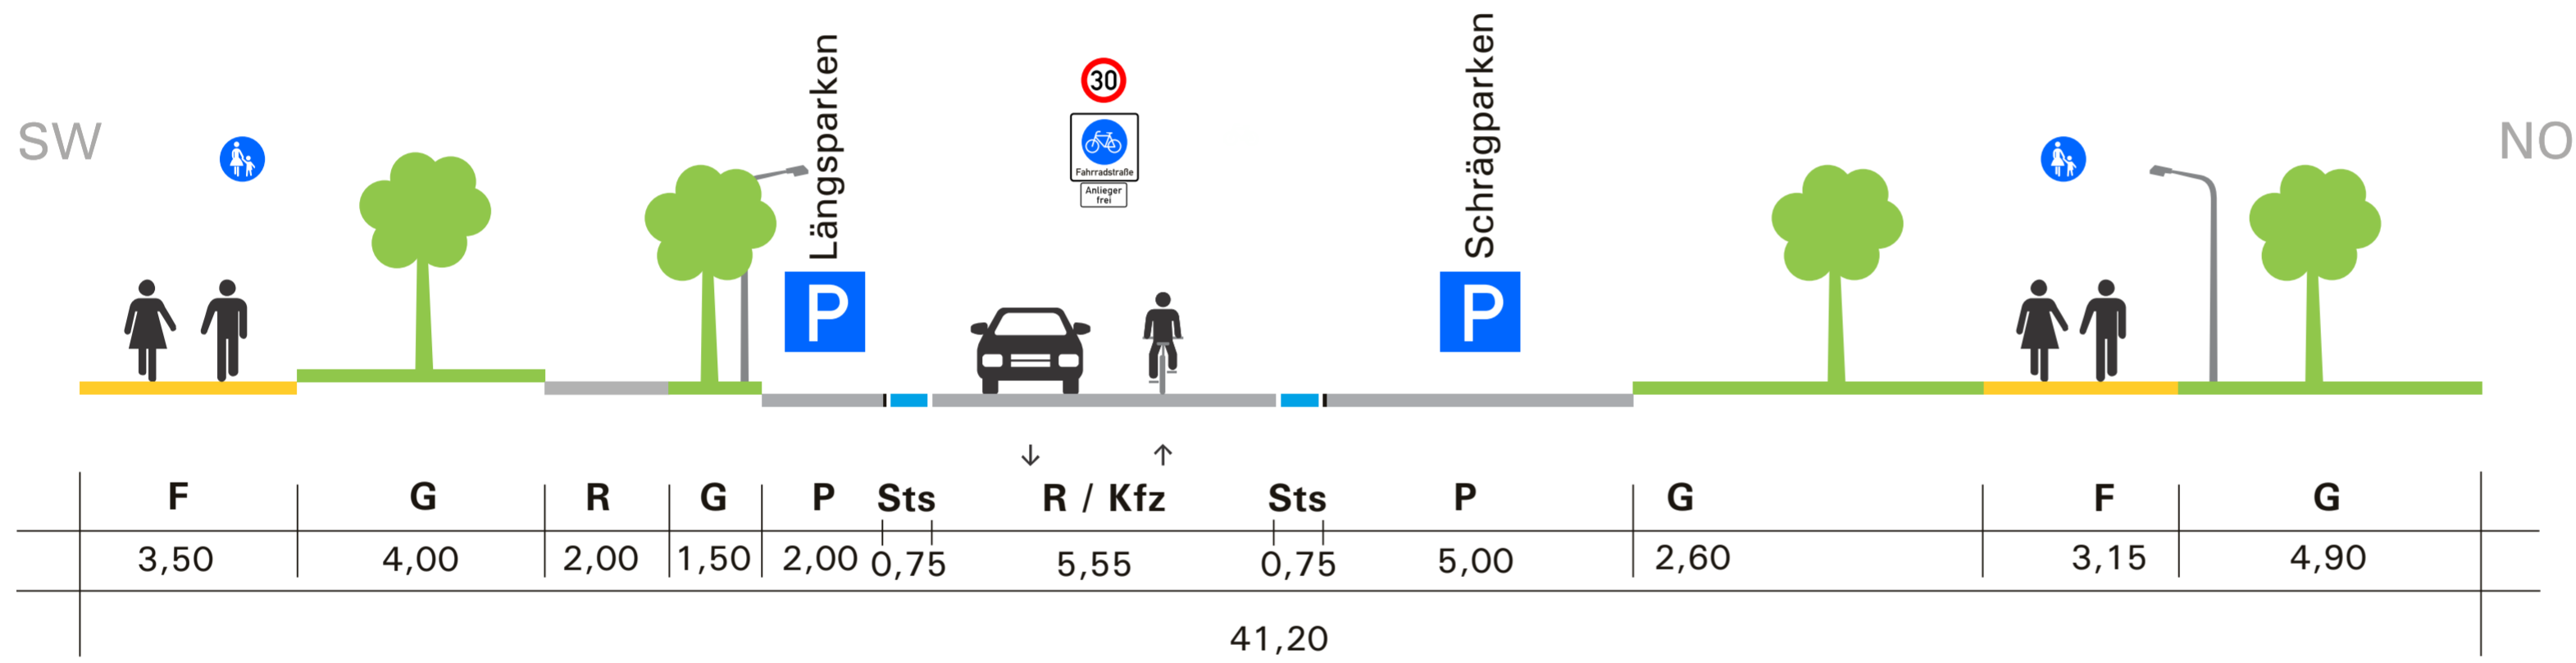 SW
NO
Längsparken
30
Fahrradstraße
Anlieger
frei
Schrägparken
P
P
F G R G P Sts R / Kfz Sts P G F G
3,50 4,00 2,00 1,50 2,00 0,75 5,55 0,75 5,00 2,60 3,15 4,90
41,20